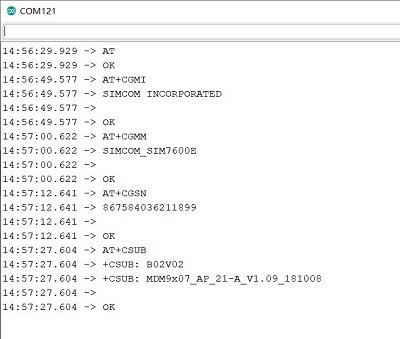 COM121
14:56:29.929 -> AT
14:56:29.929 -> OK
14:56:49.577 -> AT+CGMI
14:56:49.577 -> SIMCOM INCORPORATED
14:56:49.577 ->
14:56:49.577 -> OK
14:57:00.622 -> AT+CGMM
14:57:00.622 -> SIMCOM_SIM7600E
14:57:00.622 ->
14:57:00.622 -> OK
14:57:12.641 -> AT+CGSN
14:57:12.641 -> 867584036211899
14:57:12.641 ->
14:57:12.641 -> OK
14:57:27.604 -> AT+CSUB
14:57:27.604 -> +CSUB: B02V02
14:57:27.604 -> +CSUB: MDM9x07_AP_21-A_V1.09_181008
14:57:27.604 ->
14:57:27.604 -> OK